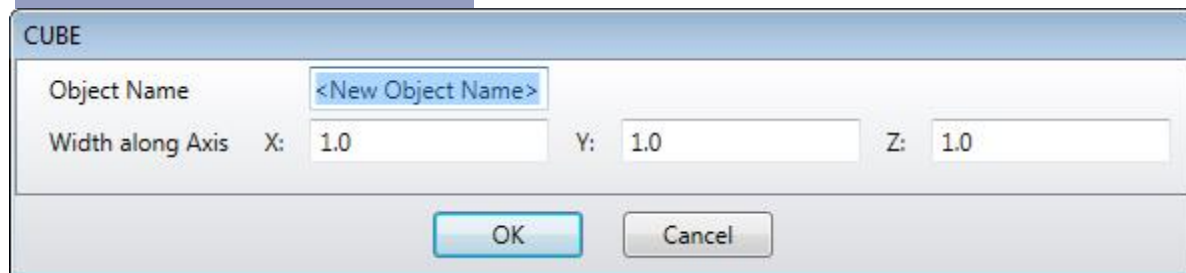 CUBE
Object Name <New Object Name>
Width along Axis X: 1.0 Y: 1.0 Z: 1.0
OK Cancel